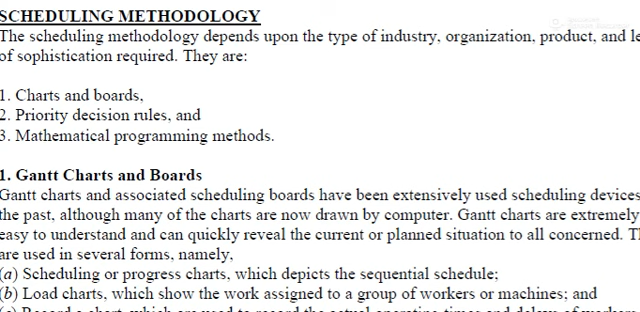 SCHEDULING METHODOLOGY
The scheduling methodology depends upon the type of industry, organization, product, and le
of sophistication required. They are:
1. Charts and boards,
2. Priority decision rules, and
3. Mathematical programming methods.
1. Gantt Charts and Boards
Gantt charts and associated scheduling boards have been extensively used scheduling devices
the past, although many of the charts are now drawn by computer. Gantt charts are extremely
easy to understand and can quickly reveal the current or planned situation to all concerned. Th
are used in several forms, namely,
(a) Scheduling or progress charts, which depicts the sequential schedule;
(b) Load charts, which show the work assigned to a group of workers or machines; and